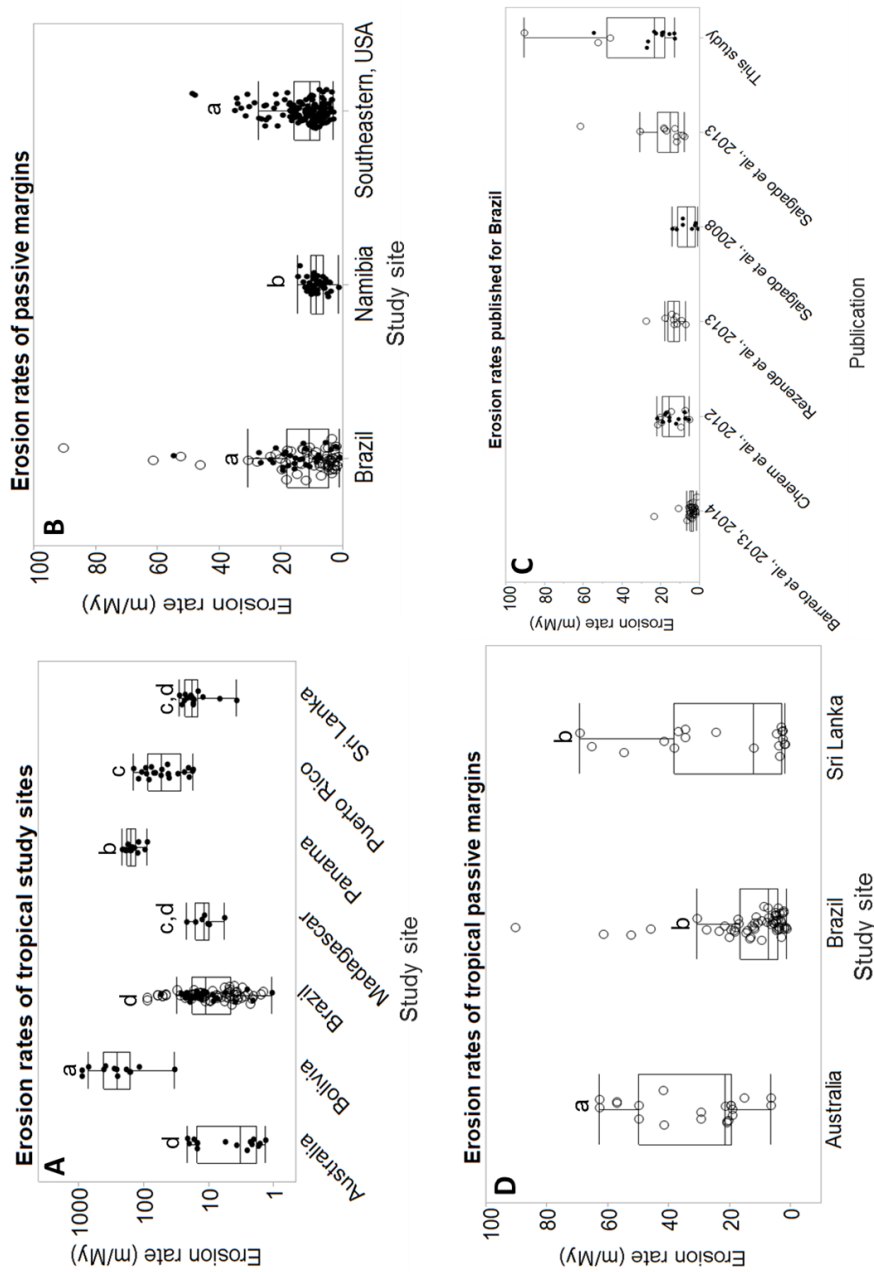 A
Erosion rates of tropical study sites
Erosion rate (m/My)
1000
100
10
1
d
a
d
c,d
b
c
c,d
Australia
Bolivia
Brazil
Madagascar
Panama
Puerto Rico
Sri Lanka
Study site
B
Erosion rates of passive margins
Erosion rate (m/My)
100
80
60
40
20
0
a
b
a
Brazil
Namibia
Southeastern, USA
Study site
D
Erosion rates of tropical passive margins
Erosion rate (m/My)
100
80
60
40
20
0
a
b
b
Australia
Brazil
Sri Lanka
Study site
C
Erosion rates published for Brazil
Erosion rate (m/My)
100
80
60
40
20
0
Barreto et al., 2013, 2014
Cherem et al., 2012
Rezende et al., 2013
Salgado et al., 2008
Salgado et al., 2013
This study
Publication